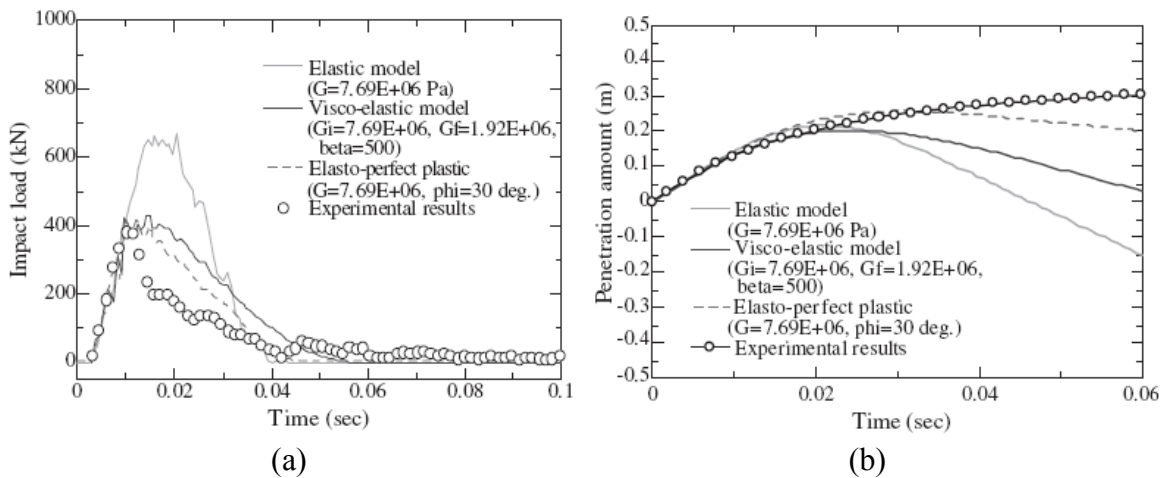 1000
800
600
400
200
0
Impact load (kN)
Elastic model
(G=7.69E+06 Pa)
Visco-elastic model
(Gi=7.69E+06, Gf=1.92E+06,
beta=500)
Elasto-perfect plastic
(G=7.69E+06, phi=30 deg.)
Experimental results
0 0.02 0.04 0.06 0.08 0.1
Time (sec)
(a)
0.5
0.4
0.3
0.2
0.1
0
-0.1
-0.2
-0.3
-0.4
-0.5
Penetration amount (m)
Elastic model
(G=7.69E+06 Pa)
Visco-elastic model
(Gi=7.69E+06, Gf=1.92E+06,
beta=500)
Elasto-perfect plastic
(G=7.69E+06, phi=30 deg.)
Experimental results
0 0.02 0.04 0.06
Time (sec)
(b)